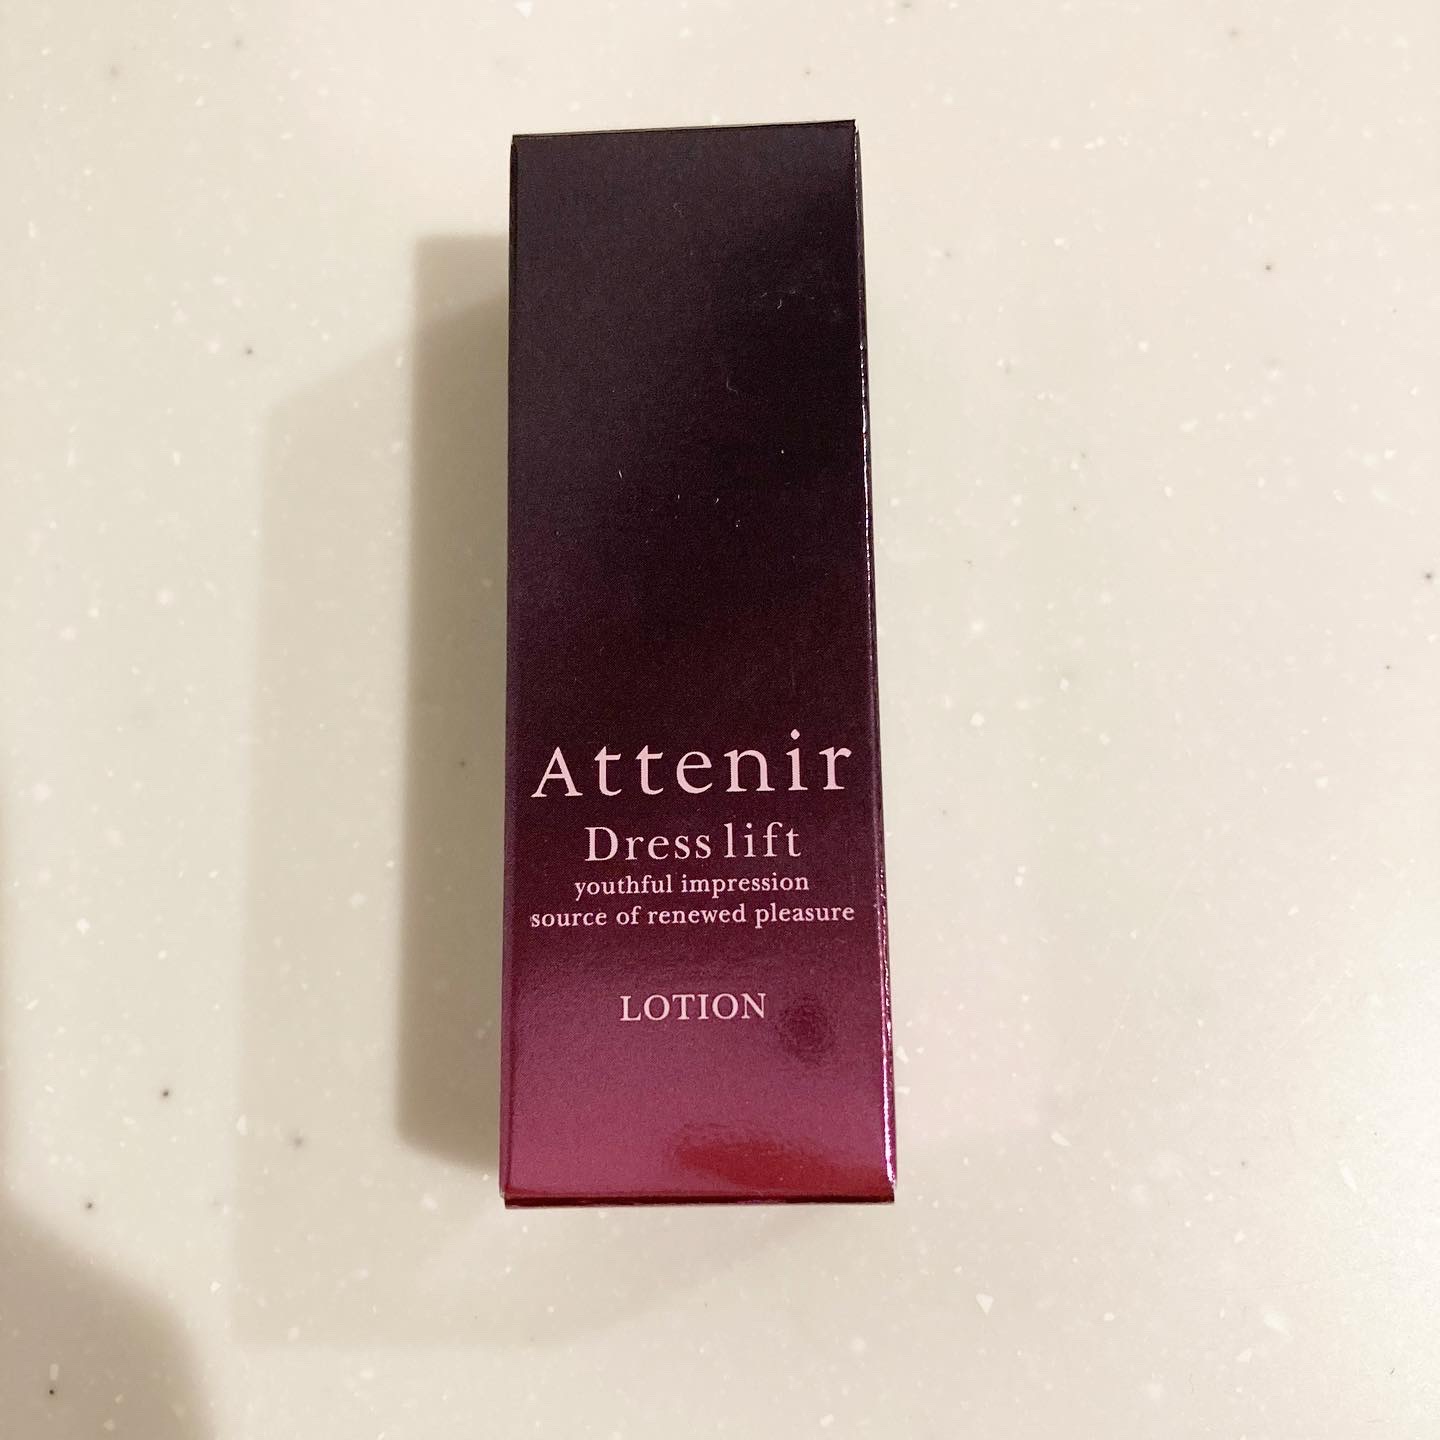 Attenir
Dress lift
youthful impression
source of renewed pleasure
LOTION